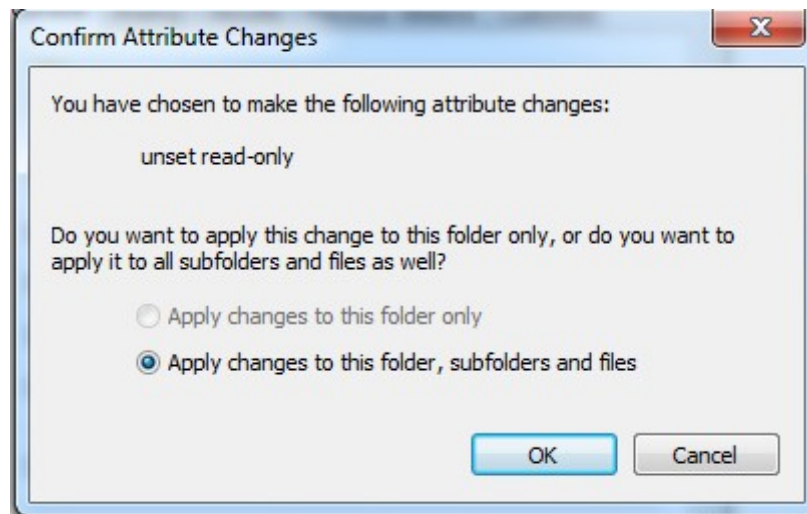 Confirm Attribute Changes
You have chosen to make the following attribute changes:
unset read-only
Do you want to apply this change to this folder only, or do you want to
apply it to all subfolders and files as well?
Apply changes to this folder only
Apply changes to this folder, subfolders and files
OK
Cancel